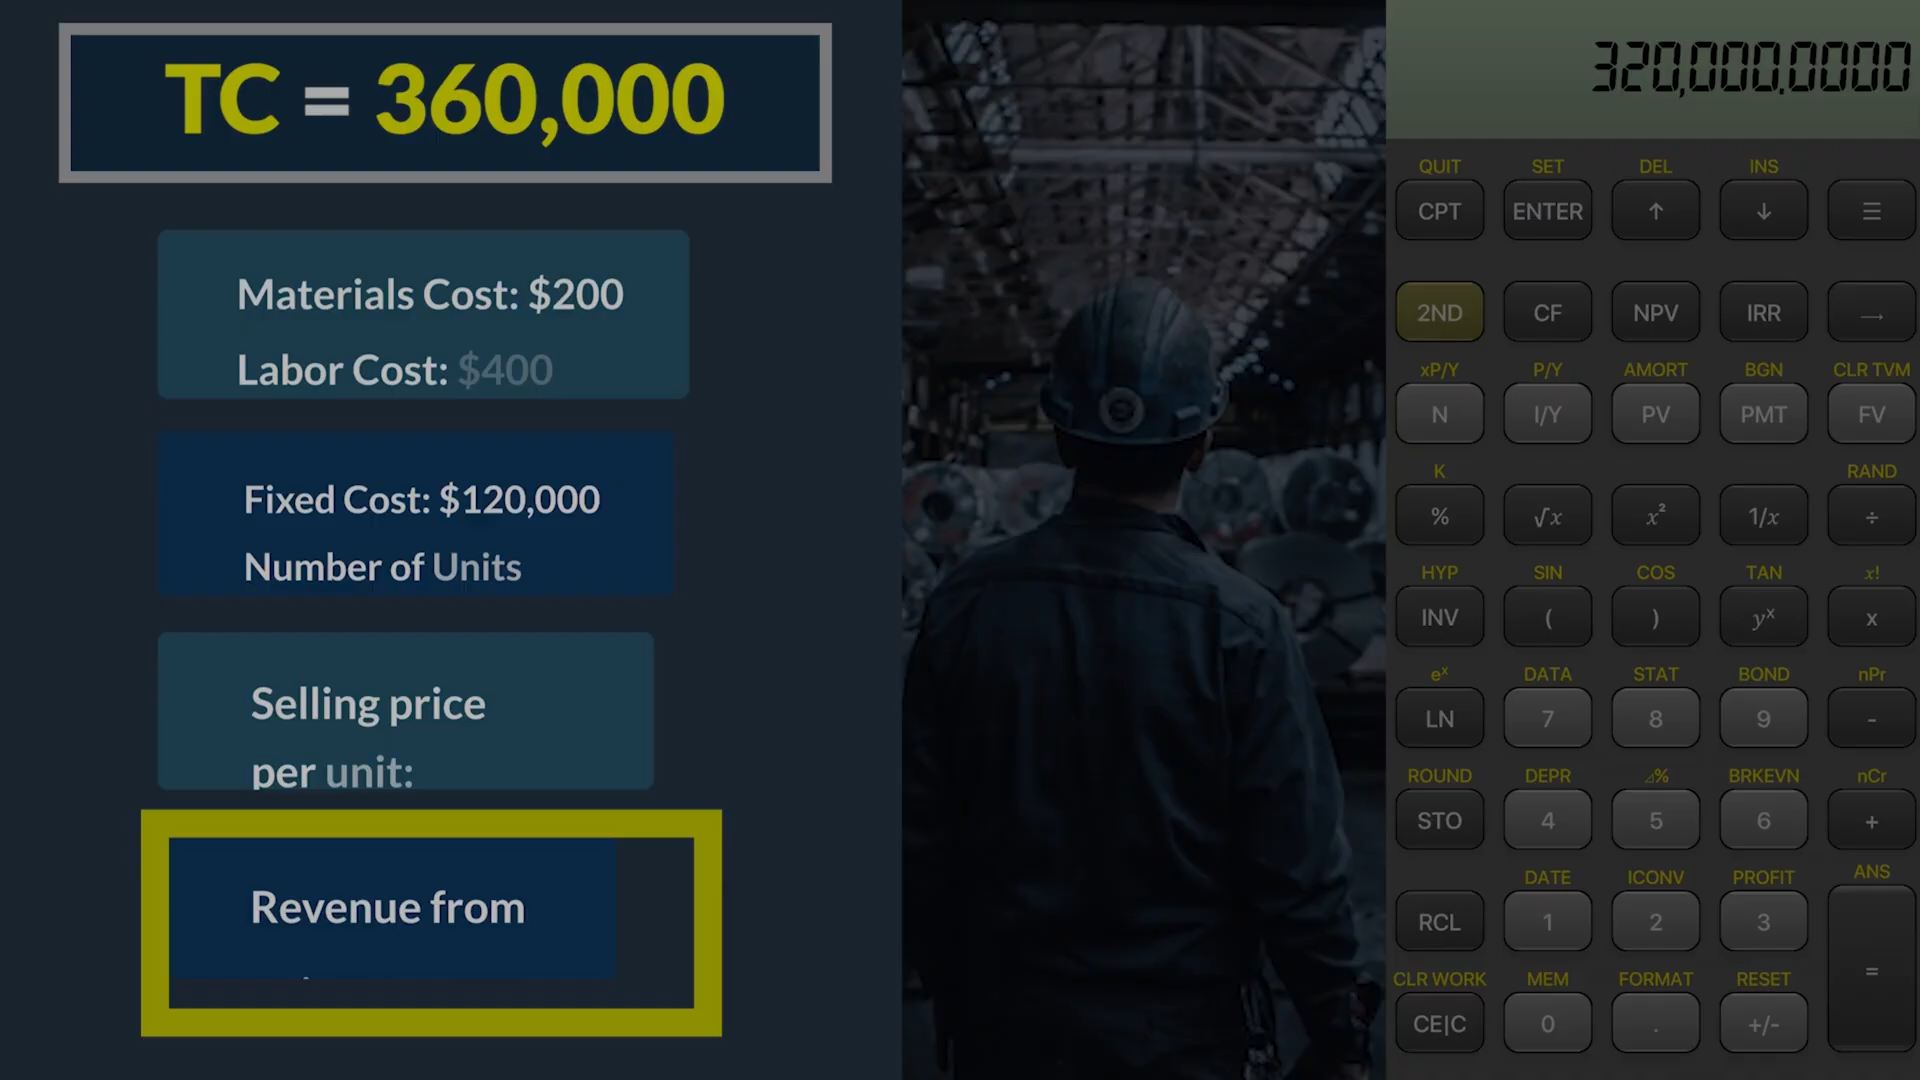 TC = 360,000
Materials Cost: $200
Labor Cost: $400
Fixed Cost: $120,000
Number of Units
Selling price
per unit:
Revenue from
320,000.0000
QUIT SET DEL INS
CPT ENTER ↑ ↓ ☰
2ND CF NPV IRR →
xP/Y P/Y AMORT BGN CLR TVM
N I/Y PV PMT FV
K RAND
% √x x² 1/x ÷
HYP SIN COS TAN x!
INV ( ) yˣ x
eˣ DATA STAT BOND nPr
LN 7 8 9 -
ROUND DEPR ⊿% BRKEVN nCr
STO 4 5 6 +
DATE ICONV PROFIT ANS
RCL 1 2 3 =
CLR WORK MEM FORMAT RESET
CE|C 0 . +/-